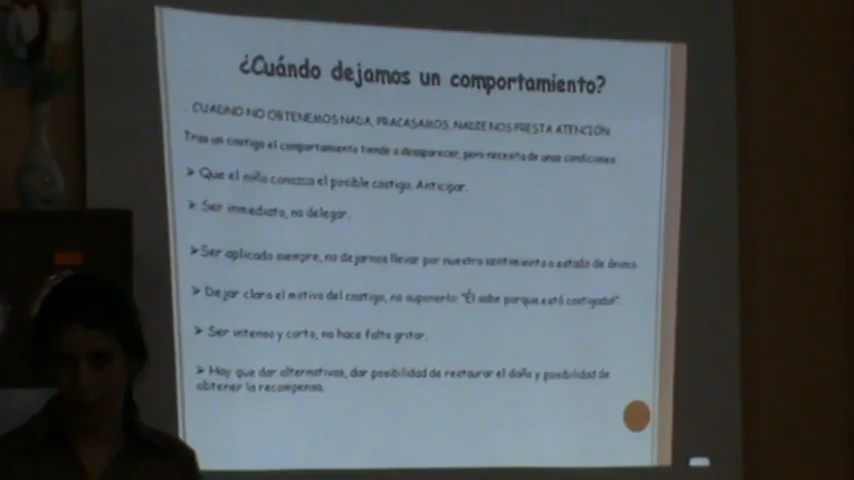 ¿Cuándo dejamos un comportamiento?
- CUADNO NO OBTENEMOS NADA, FRACASAMOS, NADIE NOS PRESTA ATENCIÓN
Tras un castigo el comportamiento tiende a desaparecer, pero necesita de unas condiciones
➤ Que el niño conozca el posible castigo. Anticipar.
➤ Ser inmediato, no delegar.
➤ Ser aplicado siempre, no dejarnos llevar por nuestro sentimiento o estado de ánimo.
➤ Dejar claro el motivo del castigo, no suponerlo: "Él sabe porque está castigado!".
➤ Ser intenso y corto, no hace falta gritar.
➤ Hay que dar alternativas, dar posibilidad de restaurar el daño y posibilidad de
obtener la recompensa.